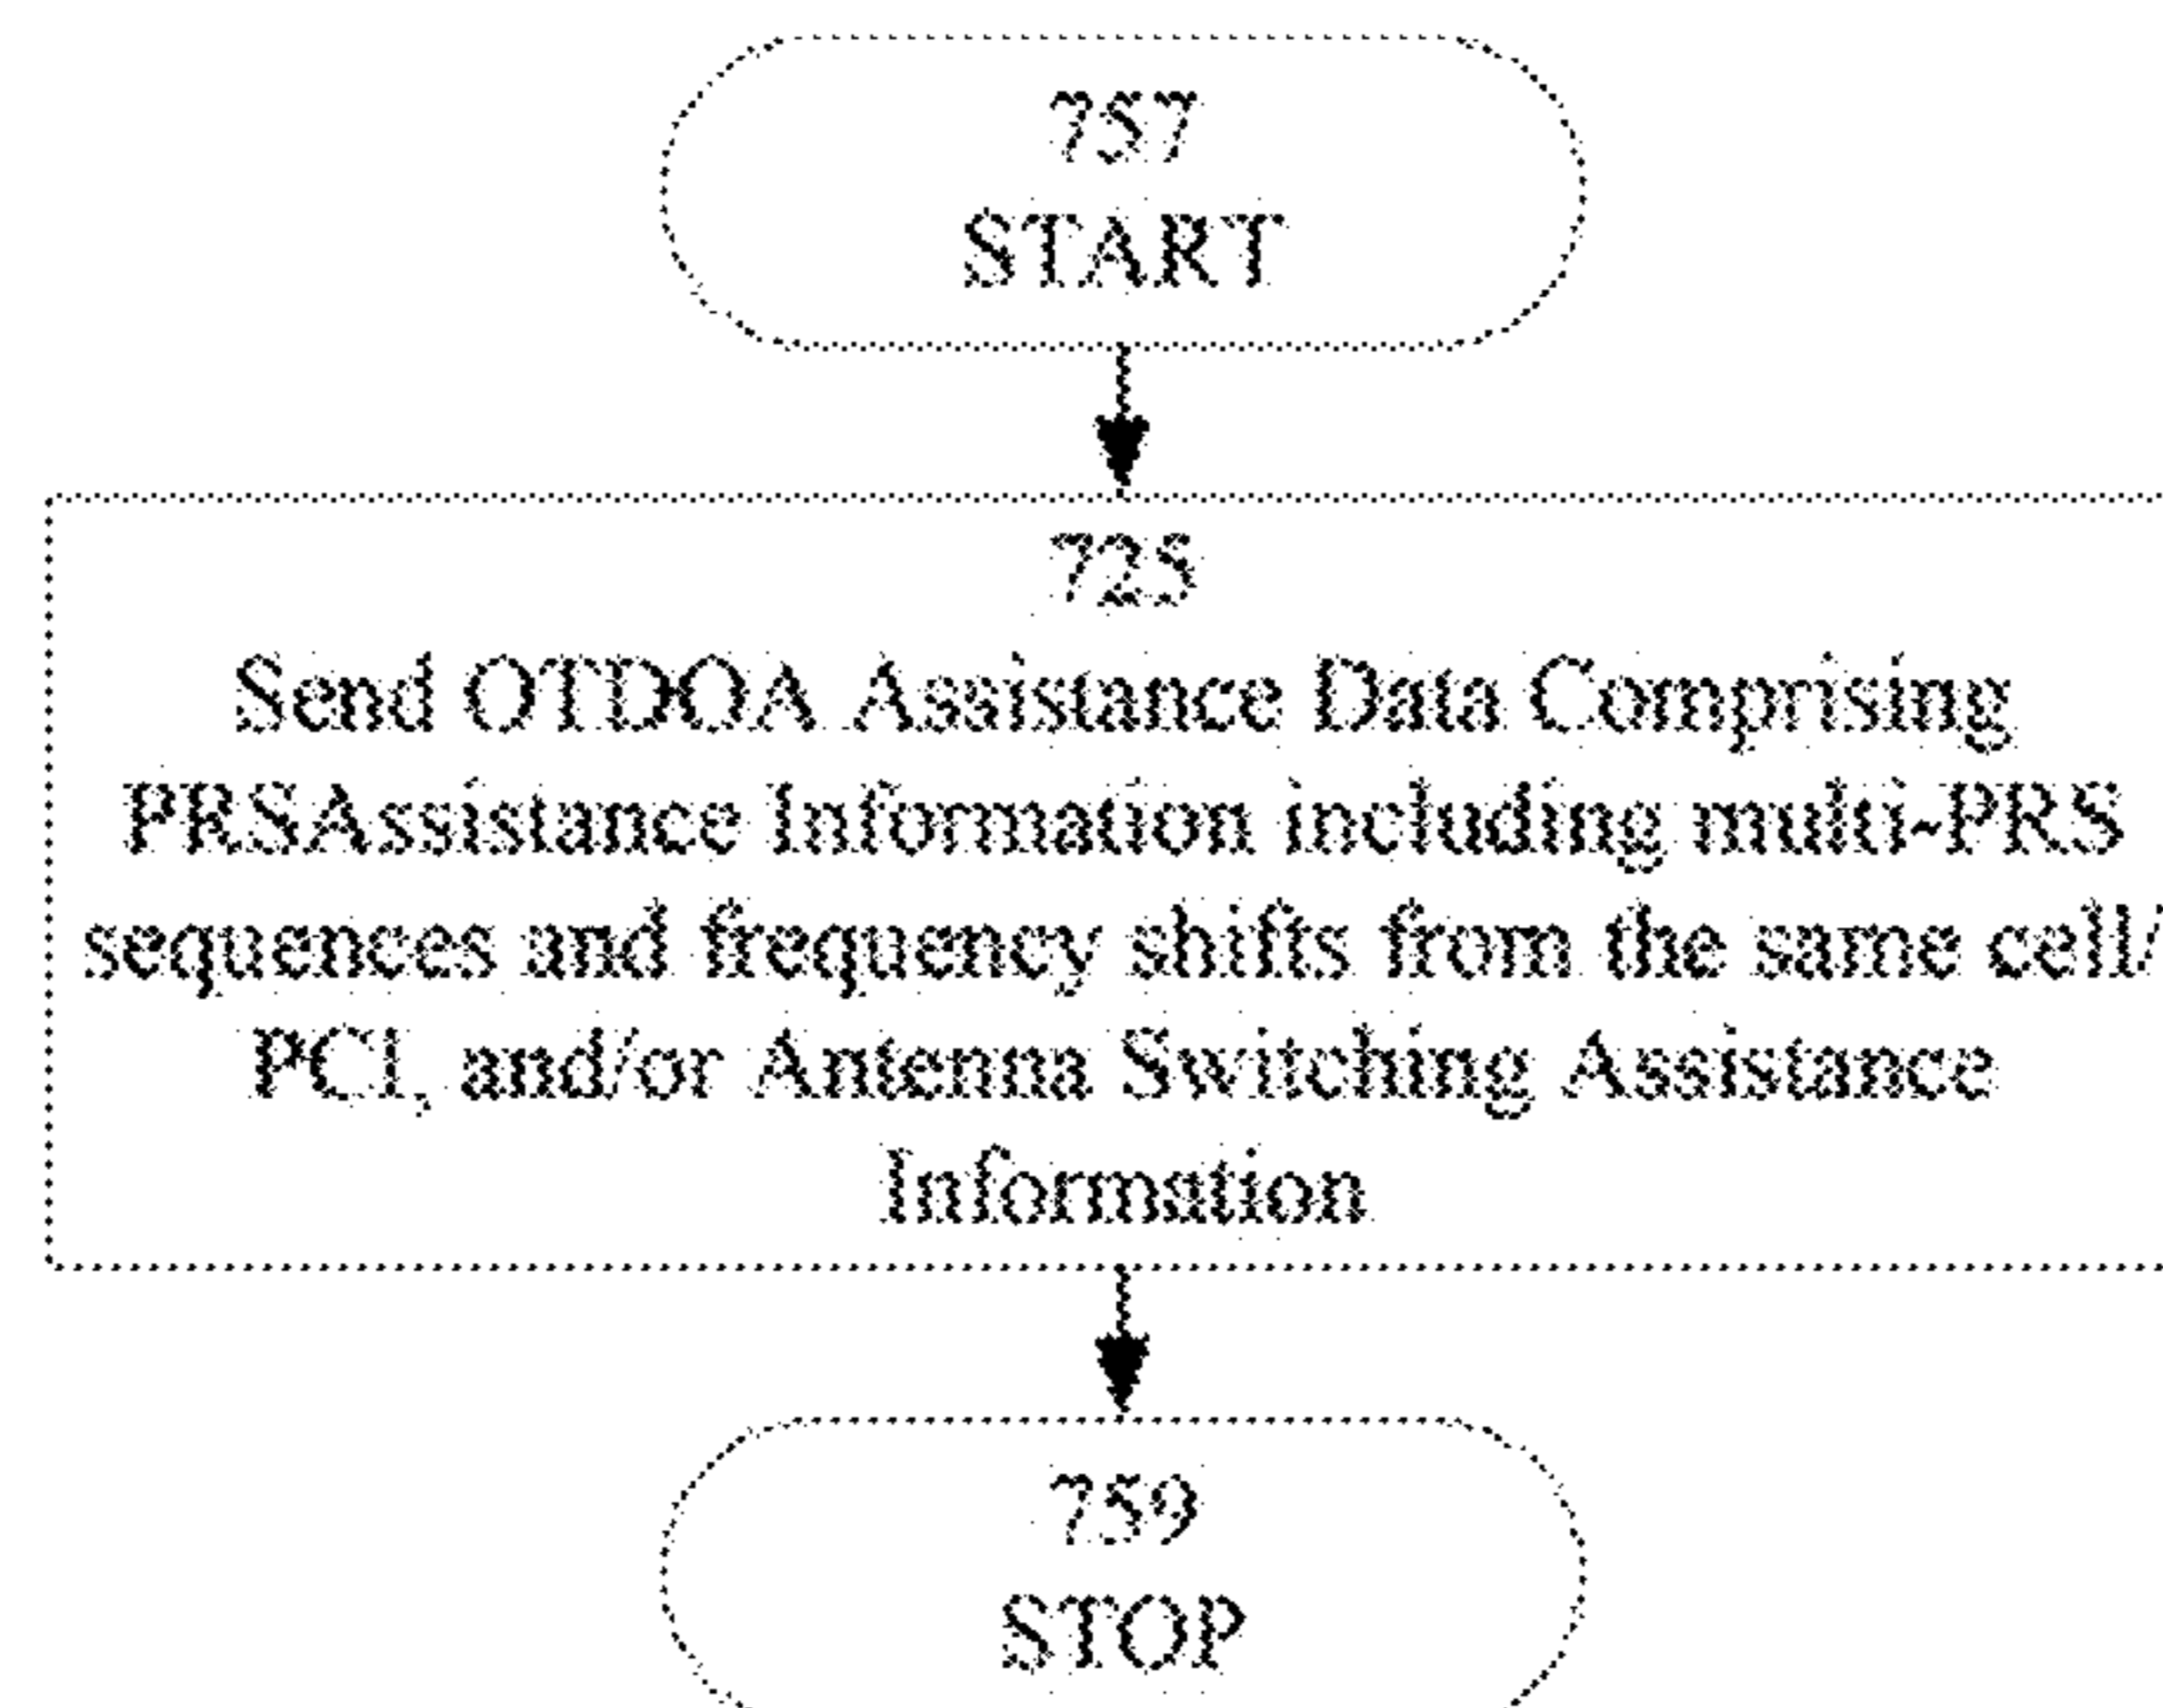 757
START
725
Send OTDOA Assistance Data Comprising
PRSAssistance Information including multi-PRS
sequences and frequency shifts from the same cell/
PCI, and/or Antenna Switching Assistance
Information
759
STOP